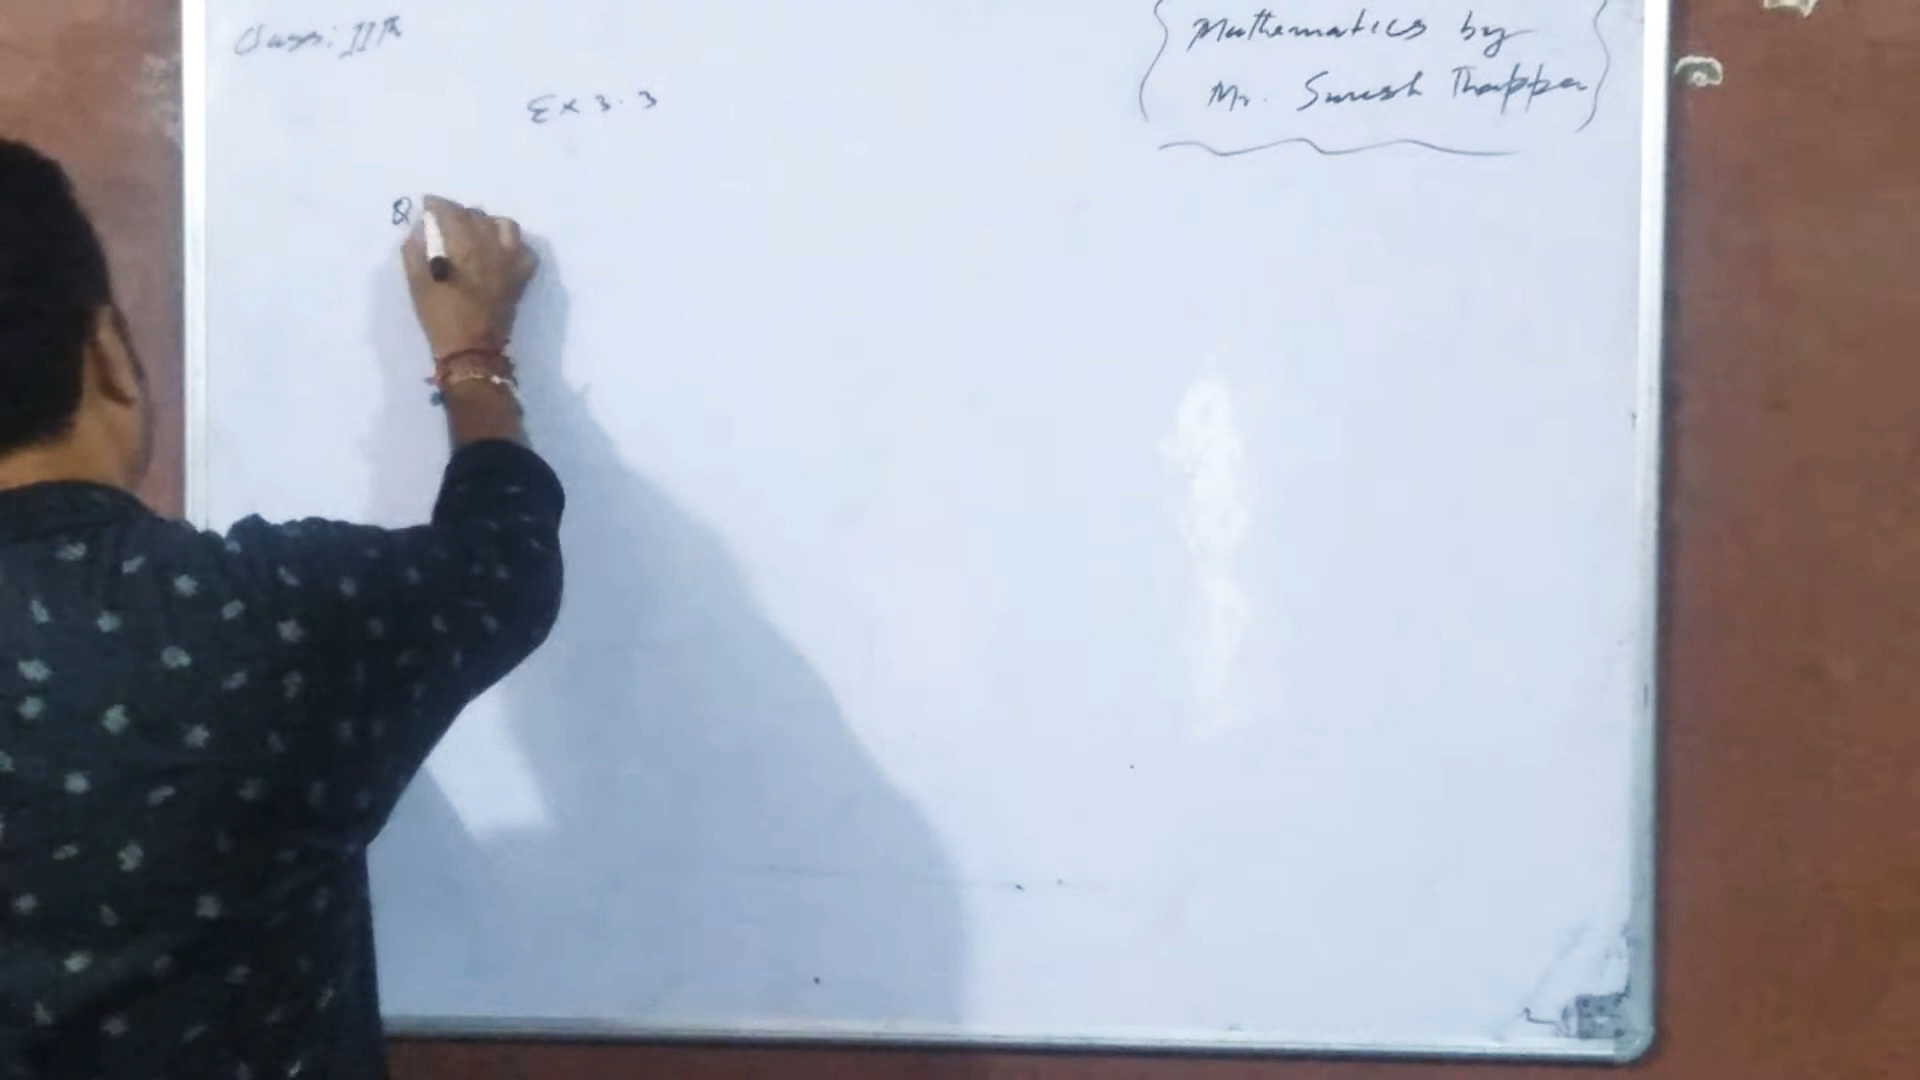 Class: 11th
Mathematics by
Mr. Suresh Thappa
Ex 3.3
Q